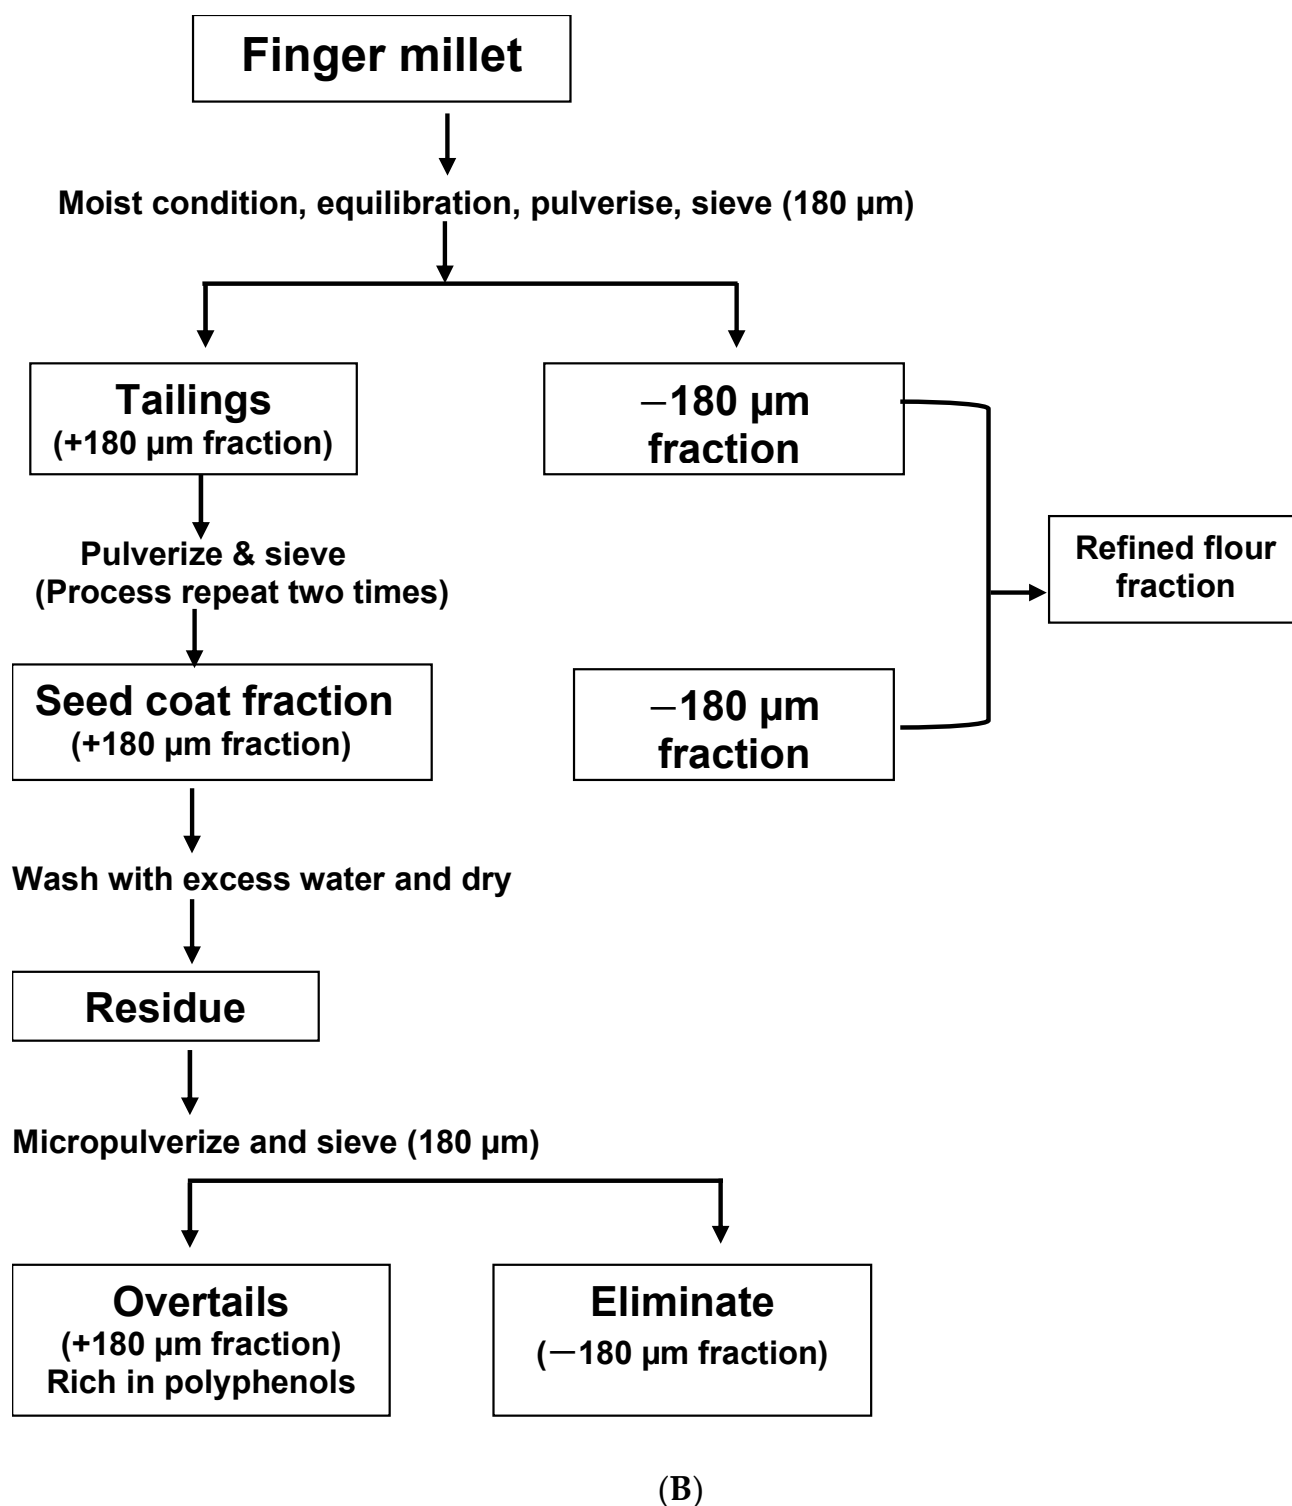 Finger millet
Moist condition, equilibration, pulverise, sieve (180 µm)
Tailings
(+180 µm fraction)
−180 µm
fraction
Pulverize & sieve
(Process repeat two times)
Refined flour
fraction
Seed coat fraction
(+180 µm fraction)
−180 µm
fraction
Wash with excess water and dry
Residue
Micropulverize and sieve (180 µm)
Overtails
(+180 µm fraction)
Rich in polyphenols
Eliminate
(−180 µm fraction)
(B)